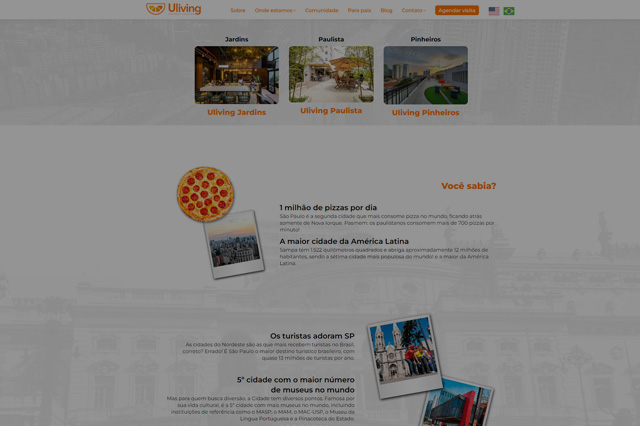 Uliving
Sobre Onde estamos Comunidade Para pais Blog Contato Agendar visita
Jardins Paulista Pinheiros
Uliving Jardins Uliving Paulista Uliving Pinheiros
Você sabia?
1 milhão de pizzas por dia
São Paulo é a segunda cidade que mais consome pizza no mundo, ficando atrás
somente de Nova Iorque. Pasmem: os paulistanos consomem mais de 700 pizzas por
minuto!
A maior cidade da América Latina
Sampa tem 1.522 quilômetros quadrados e abriga aproximadamente 12 milhões de
habitantes, sendo a sétima cidade mais populosa do mundo! e a maior da América
Latina.
Os turistas adoram SP
As cidades do Nordeste são as que mais recebem turistas no Brasil,
correto? Errado! É São Paulo o maior destino turístico brasileiro, com
quase 13 milhões de turistas por ano.
5ª cidade com o maior número
de museus no mundo
Mas para quem busca diversão, a Cidade tem diversos pontos. Famosa por
sua vida cultural, é a 5ª cidade com mais museus no mundo, incluindo
instituições de referência como o MASP, o MAM, o MAC-USP, o Museu da
Língua Portuguesa e a Pinacoteca do Estado.